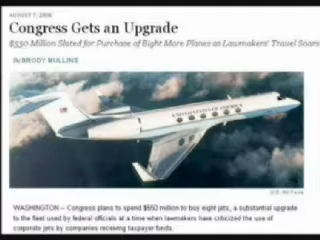 AUGUST 7, 2009
Congress Gets an Upgrade
$550 Million Slated for Purchase of Eight More Planes as Lawmakers' Travel Soars
By BRODY MULLINS
UNITED STATES OF AMERICA
U.S. Air Force
WASHINGTON -- Congress plans to spend $550 million to buy eight jets, a substantial upgrade
to the fleet used by federal officials at a time when lawmakers have criticized the use of
corporate jets by companies receiving taxpayer funds.